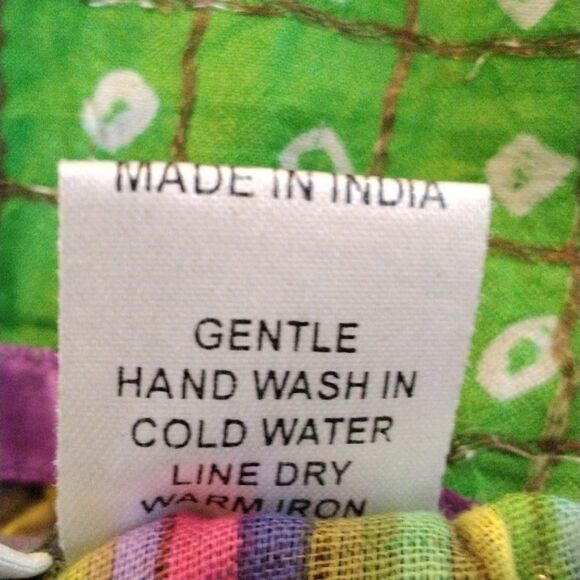 MADE IN INDIA
GENTLE
HAND WASH IN
COLD WATER
LINE DRY
WARM IRON